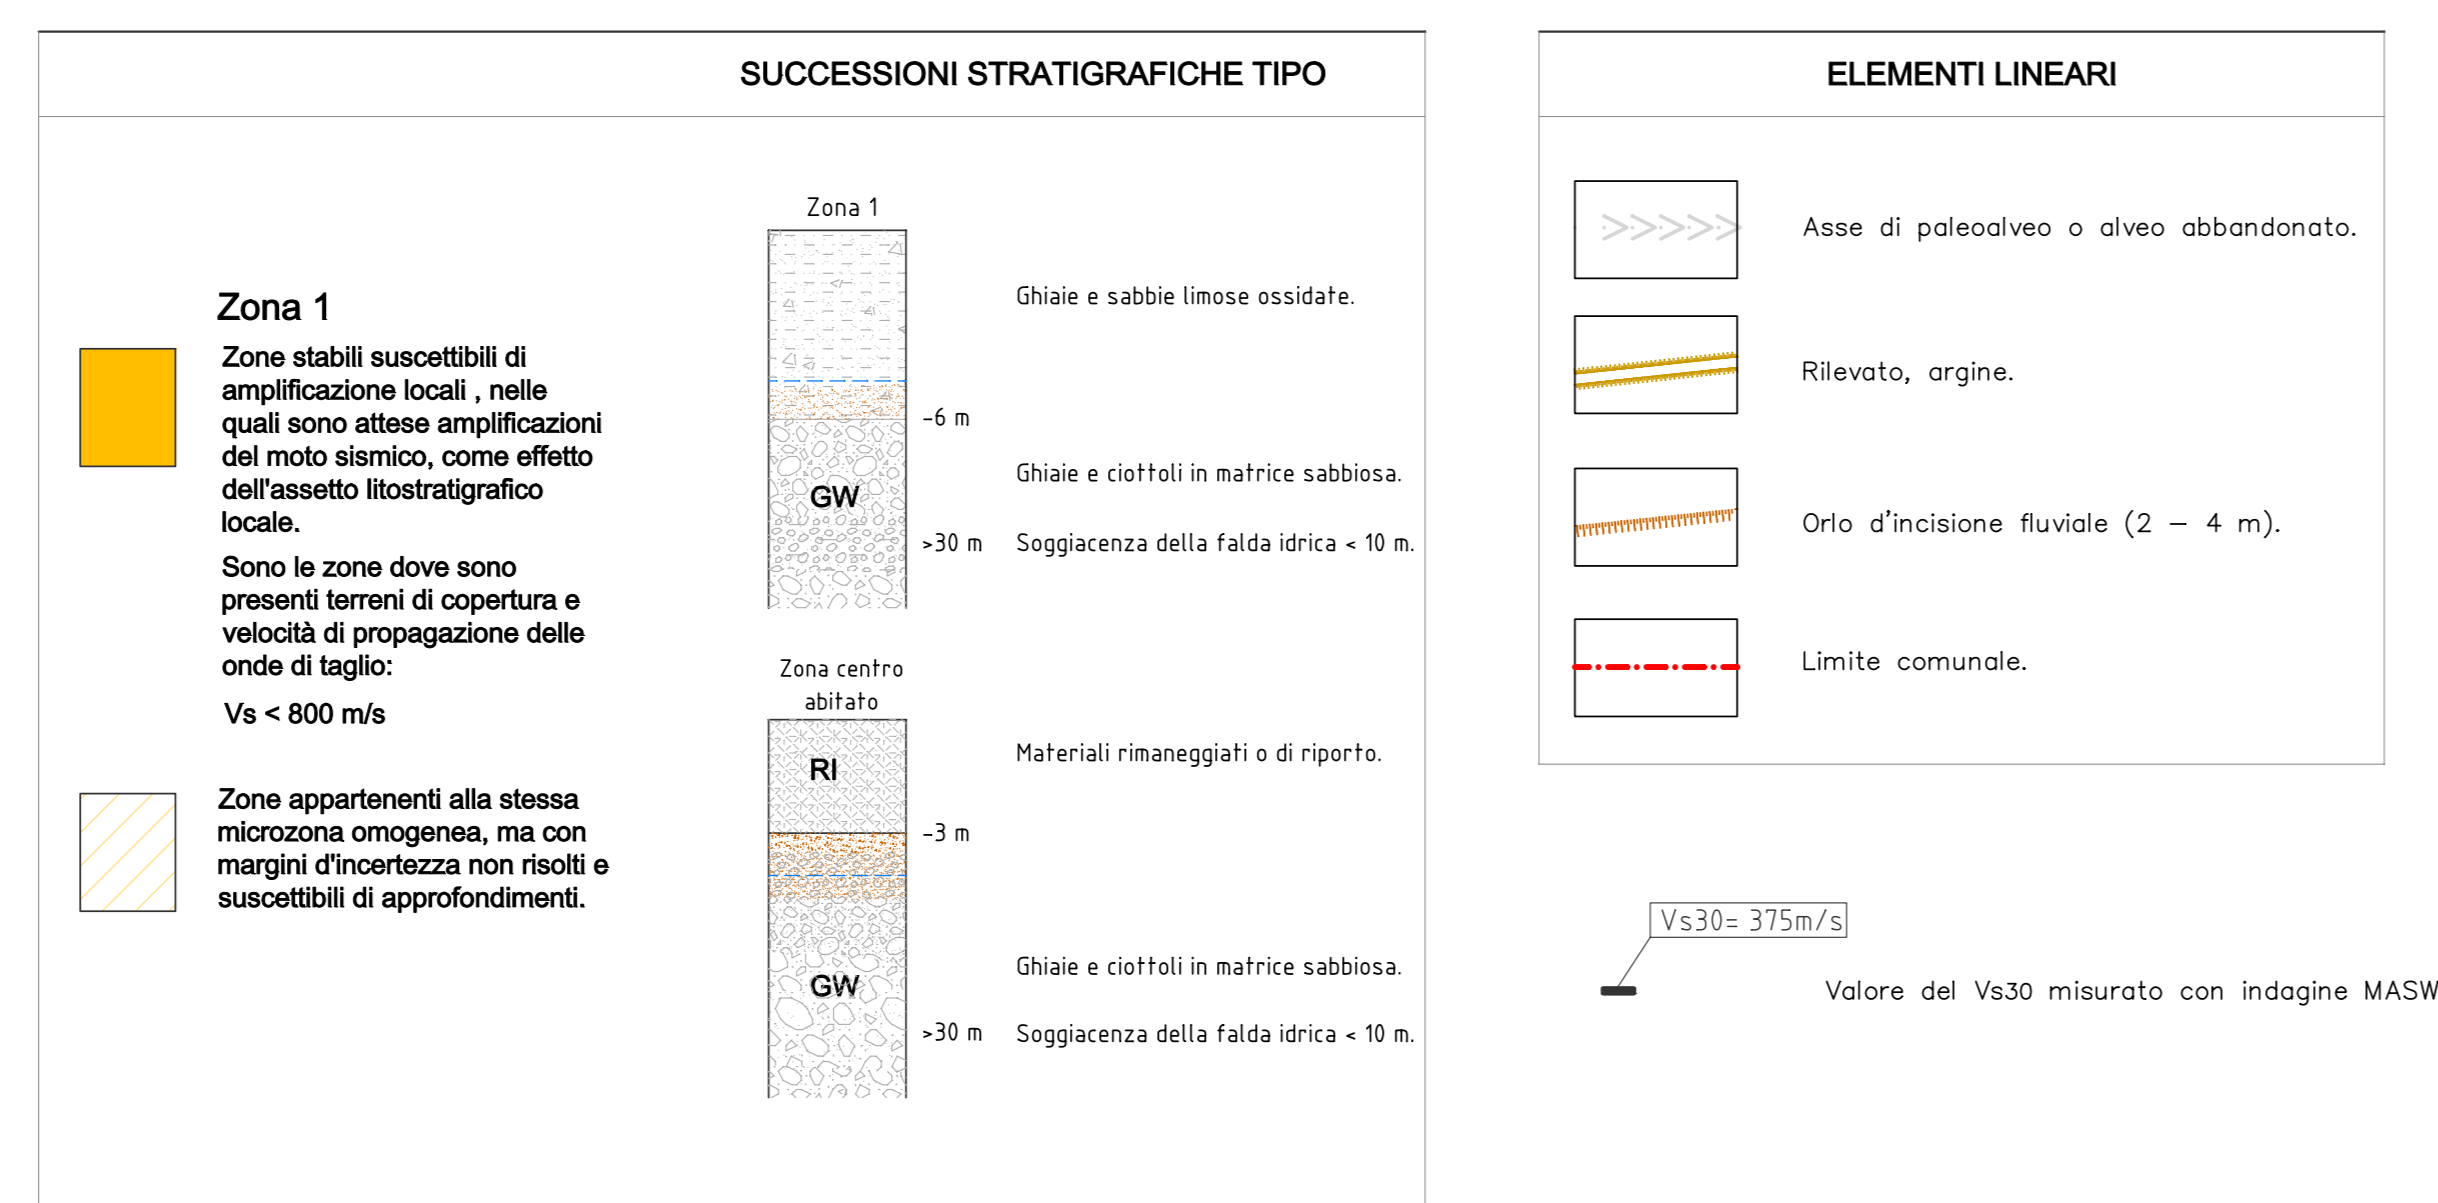 SUCCESSIONI STRATIGRAFICHE TIPO
Zona 1
Zone stabili suscettibili di
amplificazione locali , nelle
quali sono attese amplificazioni
del moto sismico, come effetto
dell'assetto litostratigrafico
locale.
Sono le zone dove sono
presenti terreni di copertura e
velocità di propagazione delle
onde di taglio:
Vs < 800 m/s
Zone appartenenti alla stessa
microzona omogenea, ma con
margini d'incertezza non risolti e
suscettibili di approfondimenti.
Zona 1
Ghiaie e sabbie limose ossidate.
-6 m
Ghiaie e ciottoli in matrice sabbiosa.
GW
>30 m Soggiacenza della falda idrica < 10 m.
Zona centro
abitato
Materiali rimaneggiati o di riporto.
RI
-3 m
Ghiaie e ciottoli in matrice sabbiosa.
GW
>30 m Soggiacenza della falda idrica < 10 m.
ELEMENTI LINEARI
Asse di paleoalveo o alveo abbandonato.
Rilevato, argine.
Orlo d'incisione fluviale (2 – 4 m).
Limite comunale.
Vs30= 375m/s
Valore del Vs30 misurato con indagine MASW